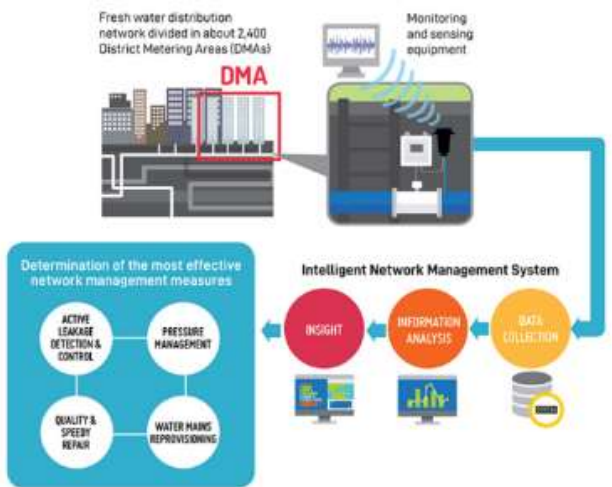 Fresh water distribution
network divided in about 2,400
District Metering Areas (DMAs)
Monitoring
and sensing
equipment
DMA
Intelligent Network Management System
DATA
COLLECTION
INFORMATION
ANALYSIS
INSIGHT
Determination of the most effective
network management measures
ACTIVE
LEAKAGE
DETECTION &
CONTROL
PRESSURE
MANAGEMENT
QUALITY &
SPEEDY
REPAIR
WATER MAINS
REPROVISIONING